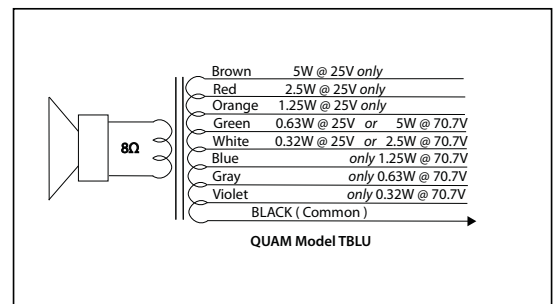 Brown 5W @ 25V only
Red 2.5W @ 25V only
Orange 1.25W @ 25V only
Green 0.63W @ 25V or 5W @ 70.7V
White 0.32W @ 25V or 2.5W @ 70.7V
8Ω
Blue only 1.25W @ 70.7V
Gray only 0.63W @ 70.7V
Violet only 0.32W @ 70.7V
BLACK ( Common )
QUAM Model TBLU